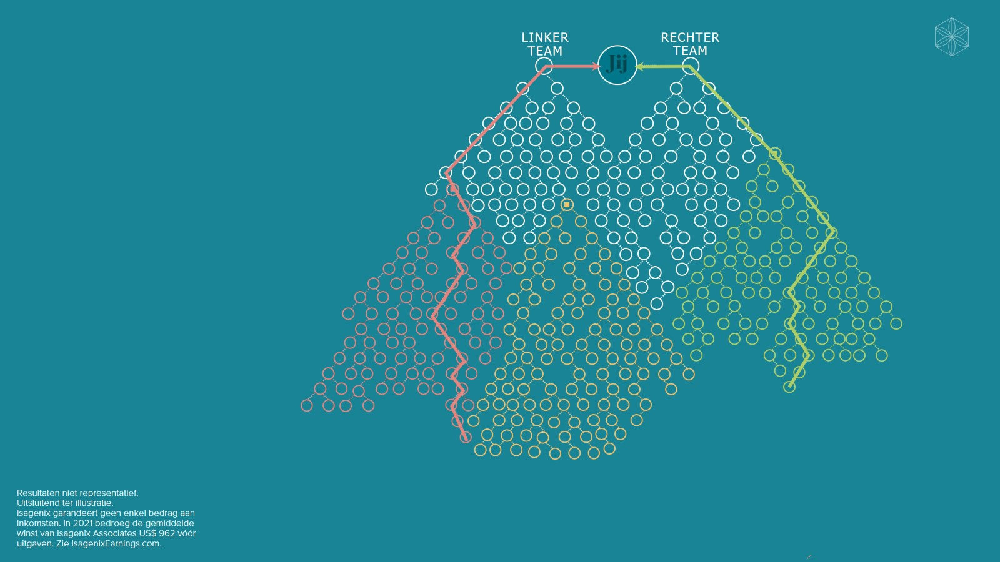 LINKER
TEAM
RECHTER
TEAM
Jij
Resultaten niet representatief.
Uitsluitend ter illustratie.
Isagenix garandeert geen enkel bedrag aan
inkomsten. In 2021 bedroeg de gemiddelde
winst van Isagenix Associates US$ 962 vóór
uitgaven. Zie IsagenixEarnings.com.